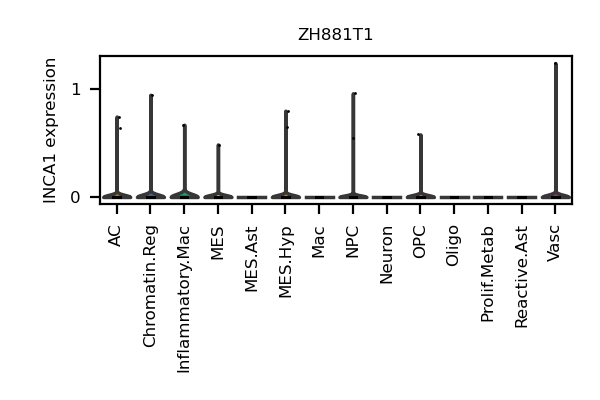 ZH881T1
INCA1 expression
1
0
AC
Chromatin.Reg
Inflammatory.Mac
MES
MES.Ast
MES.Hyp
Mac
NPC
Neuron
OPC
Oligo
Prolif.Metab
Reactive.Ast
Vasc